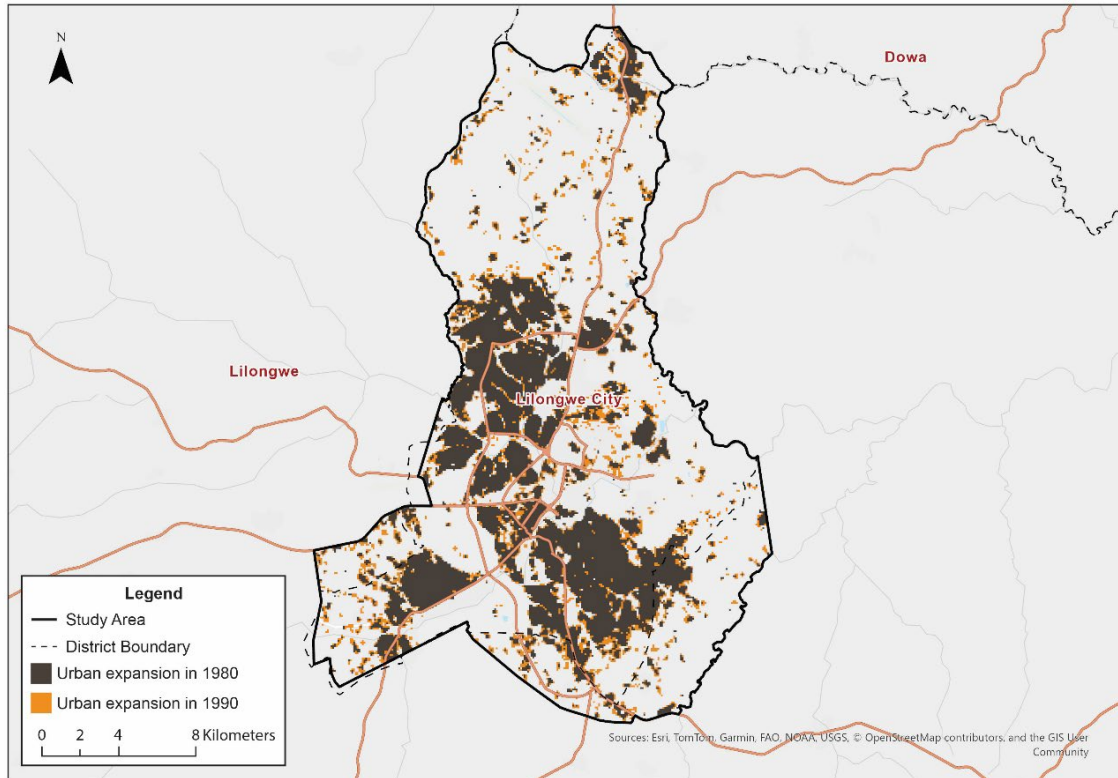 N
Dowa
Lilongwe
Lilongwe City
Legend
Study Area
District Boundary
Urban expansion in 1980
Urban expansion in 1990
0 2 4 8 Kilometers
Sources: Esri, TomTom, Garmin, FAO, NOAA, USGS, © OpenStreetMap contributors, and the GIS User
Community